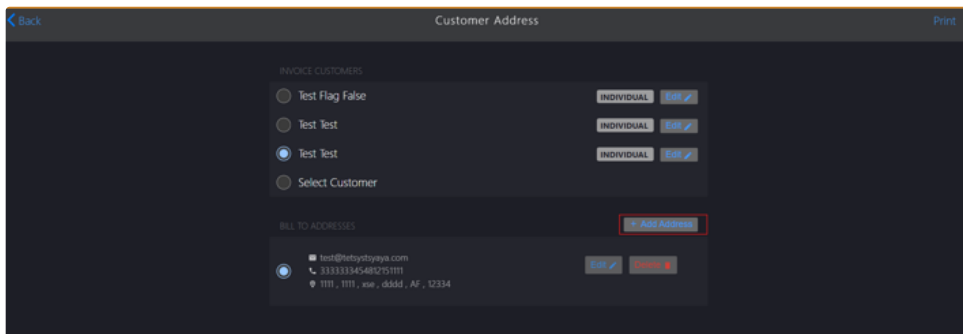 Back
Customer Address
Print
INVOICE CUSTOMERS
Test Flag False INDIVIDUAL Edit
Test Test INDIVIDUAL Edit
Test Test INDIVIDUAL Edit
Select Customer
BILL TO ADDRESSES + Add Address
test@tetsystsyaya.com
3333333454812151111 Edit Delete
1111 , 1111 , xse , dddd , AF , 12334